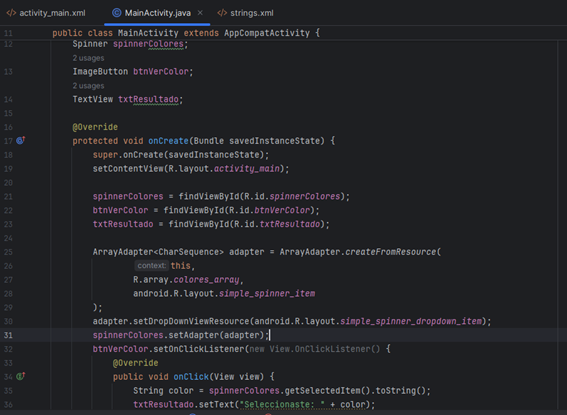 activity_main.xml MainActivity.java strings.xml
11 public class MainActivity extends AppCompatActivity {
12 Spinner spinnerColores;
2 usages
13 ImageButton btnVerColor;
2 usages
14 TextView txtResultado;
15
16 @Override
17 protected void onCreate(Bundle savedInstanceState) {
18 super.onCreate(savedInstanceState);
19 setContentView(R.layout.activity_main);
20
21 spinnerColores = findViewById(R.id.spinnerColores);
22 btnVerColor = findViewById(R.id.btnVerColor);
23 txtResultado = findViewById(R.id.txtResultado);
24
25 ArrayAdapter<CharSequence> adapter = ArrayAdapter.createFromResource(
26 context: this,
27 R.array.colores_array,
28 android.R.layout.simple_spinner_item
29 );
30 adapter.setDropDownViewResource(android.R.layout.simple_spinner_dropdown_item);
31 spinnerColores.setAdapter(adapter);
32 btnVerColor.setOnClickListener(new View.OnClickListener() {
33 @Override
34 public void onClick(View view) {
35 String color = spinnerColores.getSelectedItem().toString();
36 txtResultado.setText("Seleccionaste: " + color);